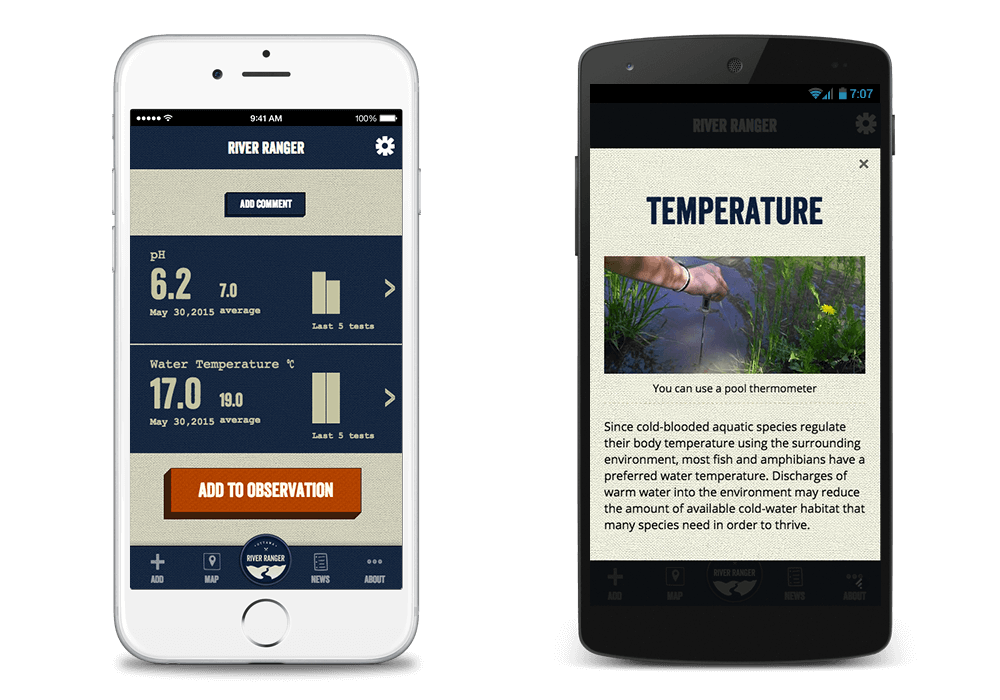 9:41 AM 100%
RIVER RANGER
ADD COMMENT
pH
6.2 7.0
May 30,2015 average
Last 5 tests
Water Temperature °C
17.0 19.0
May 30,2015 average
Last 5 tests
ADD TO OBSERVATION
OTTAWA
RIVER RANGER
ADD MAP NEWS ABOUT
7:07
RIVER RANGER
×
TEMPERATURE
You can use a pool thermometer
Since cold-blooded aquatic species regulate
their body temperature using the surrounding
environment, most fish and amphibians have a
preferred water temperature. Discharges of
warm water into the environment may reduce
the amount of available cold-water habitat that
many species need in order to thrive.
RIVER RANGER
ADD MAP NEWS ABOUT